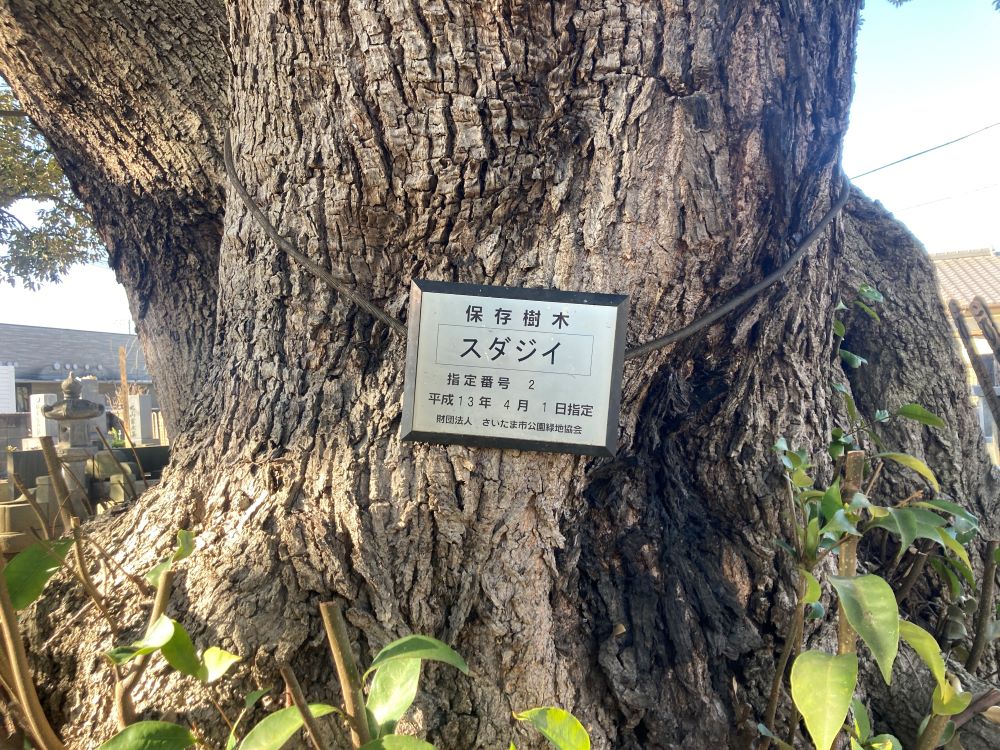 保存樹木
スダジイ
指定番号 2
平成13年 4月 1日指定
財団法人 さいたま市公園緑地協会